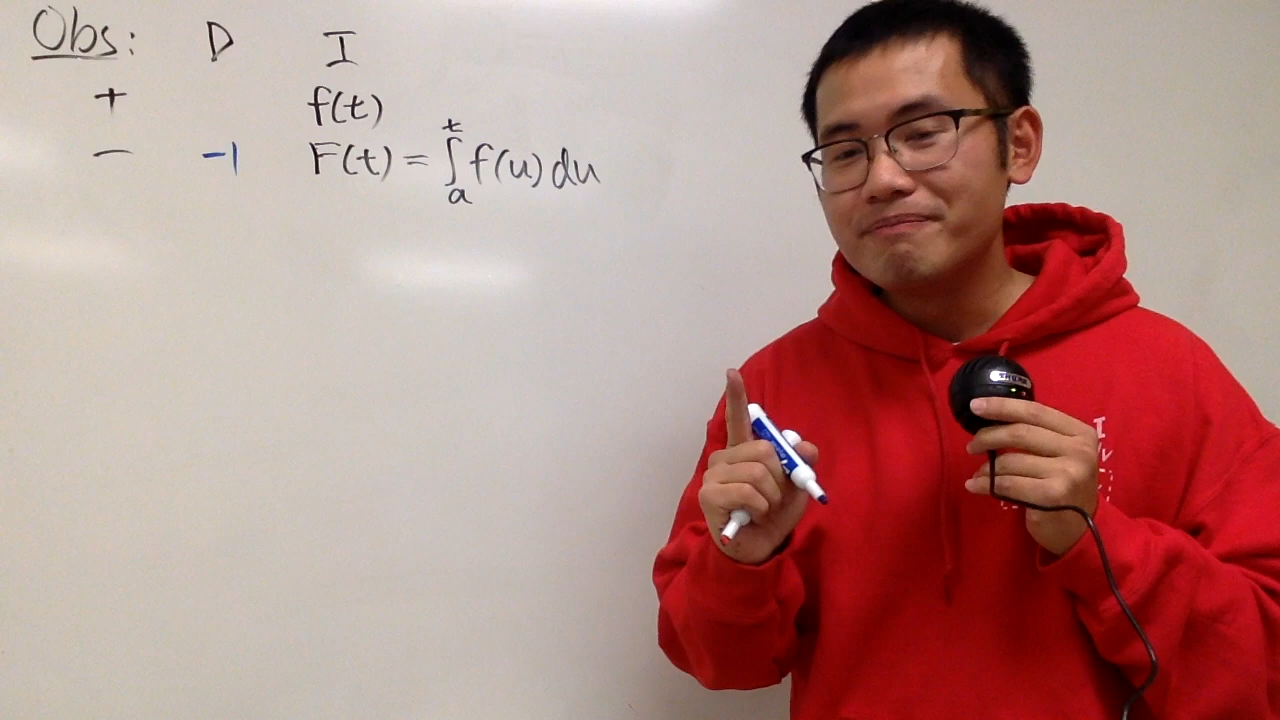 Obs: D I
+ f(t)
− −1 F(t) = ∫ₐᵗ f(u) du